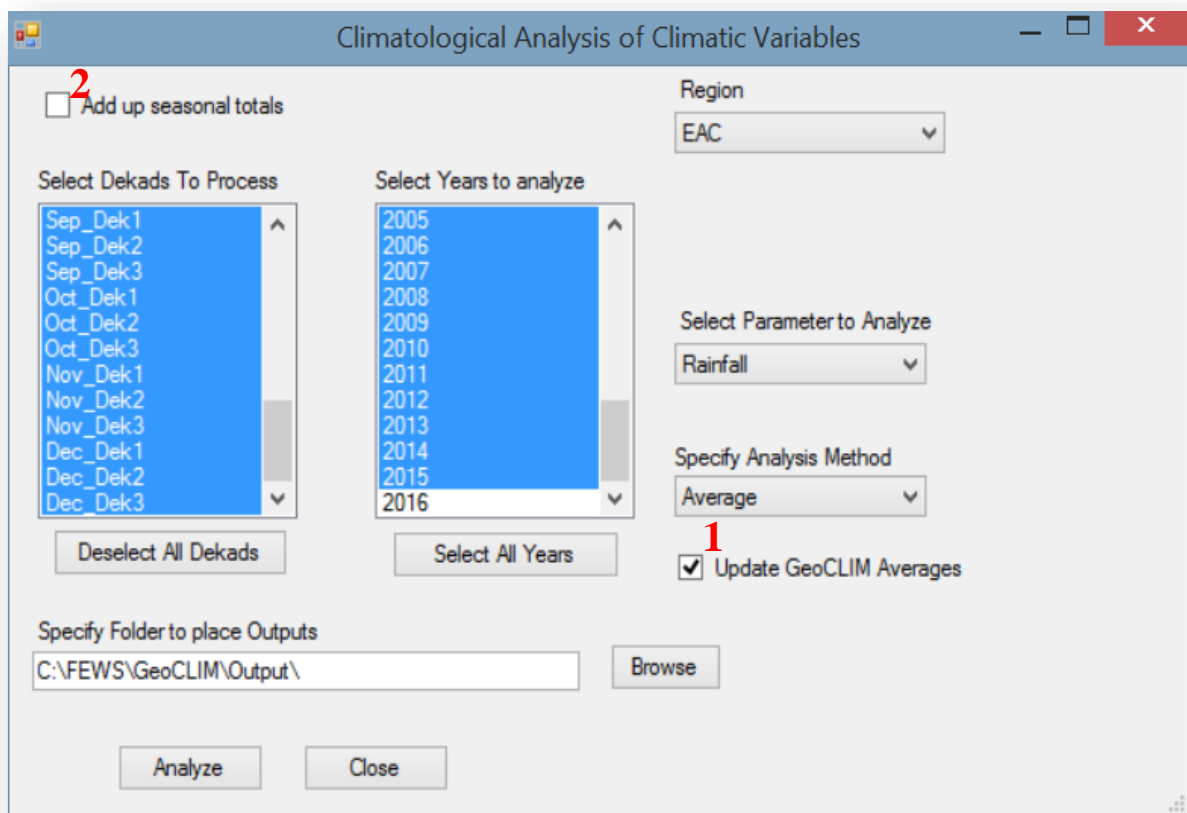 Climatological Analysis of Climatic Variables
2
Add up seasonal totals
Region
EAC
Select Dekads To Process
Sep_Dek1
Sep_Dek2
Sep_Dek3
Oct_Dek1
Oct_Dek2
Oct_Dek3
Nov_Dek1
Nov_Dek2
Nov_Dek3
Dec_Dek1
Dec_Dek2
Dec_Dek3
Deselect All Dekads
Select Years to analyze
2005
2006
2007
2008
2009
2010
2011
2012
2013
2014
2015
2016
Select All Years
Select Parameter to Analyze
Rainfall
Specify Analysis Method
Average
1
Update GeoCLIM Averages
Specify Folder to place Outputs
C:\FEWS\GeoCLIM\Output\
Browse
Analyze
Close